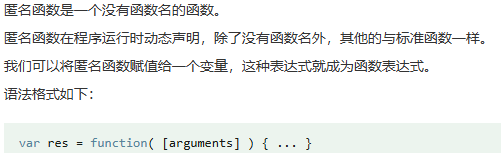 匿名函数是一个没有函数名的函数。
匿名函数在程序运行时动态声明，除了没有函数名外，其他的与标准函数一样。
我们可以将匿名函数赋值给一个变量，这种表达式就成为函数表达式。
语法格式如下：
var res = function( [arguments] ) { ... }